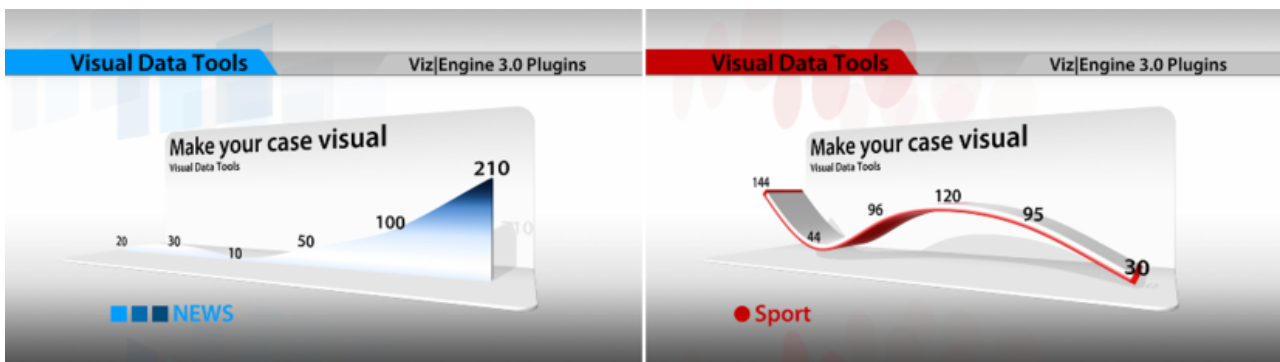 Visual Data Tools
Viz|Engine 3.0 Plugins
Make your case visual
Visual Data Tools
20
30
10
50
100
210
210
NEWS
Visual Data Tools
Viz|Engine 3.0 Plugins
Make your case visual
Visual Data Tools
144
44
96
120
95
30
Sport